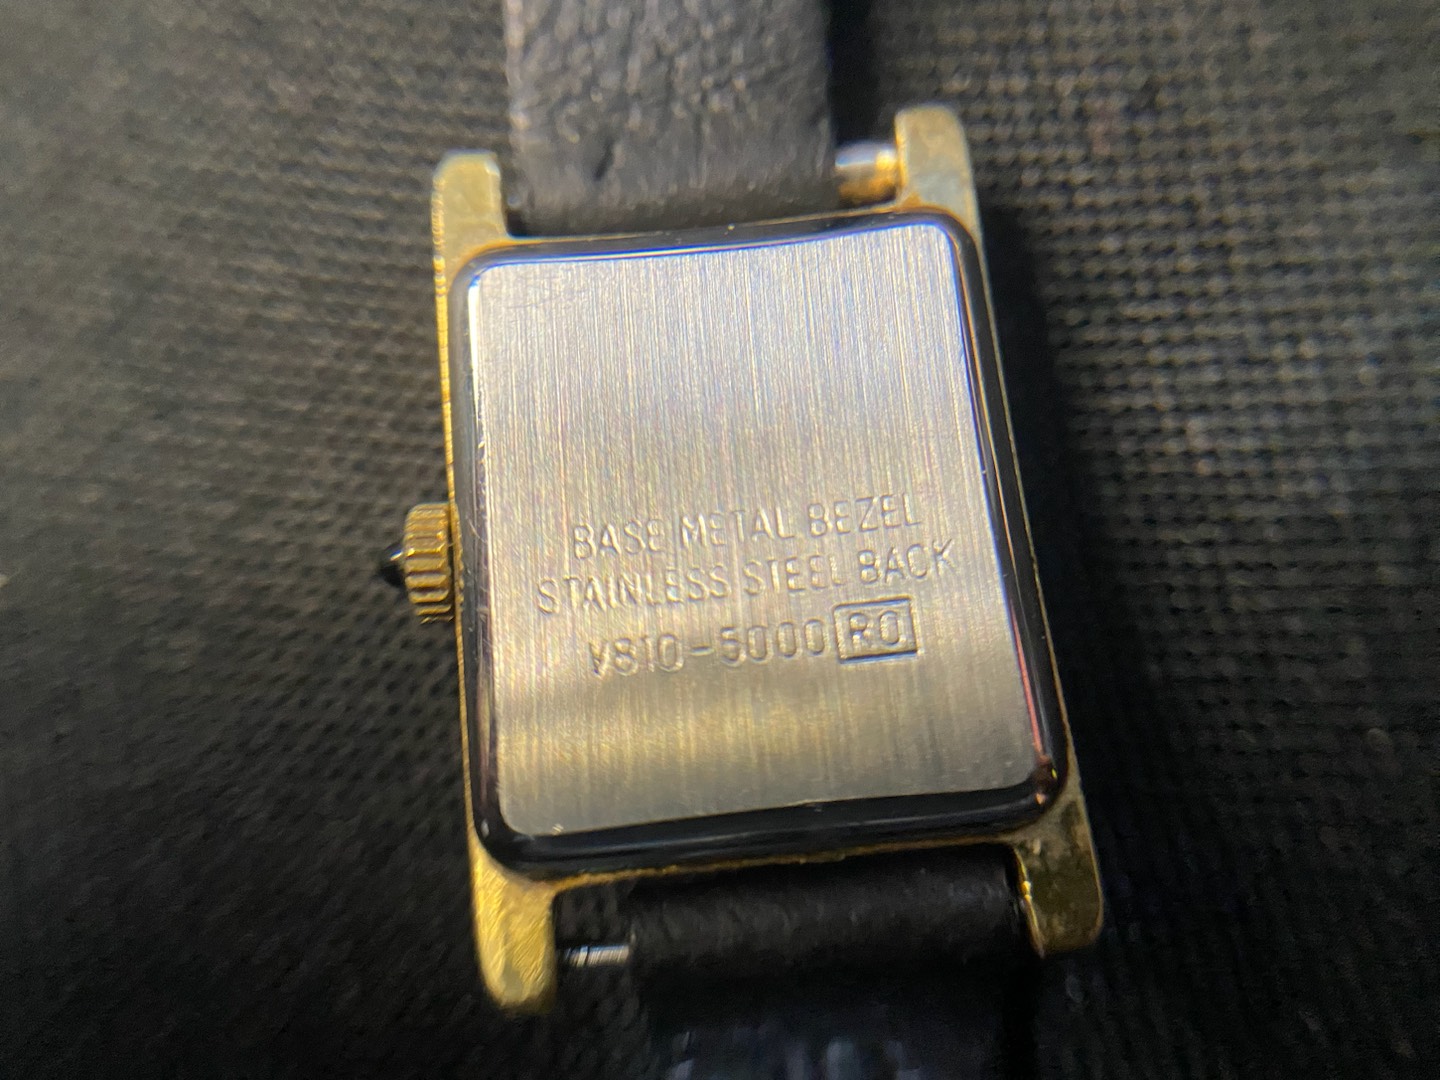 BASE METAL BEZEL
STAINLESS STEEL BACK
V810-5000 RO